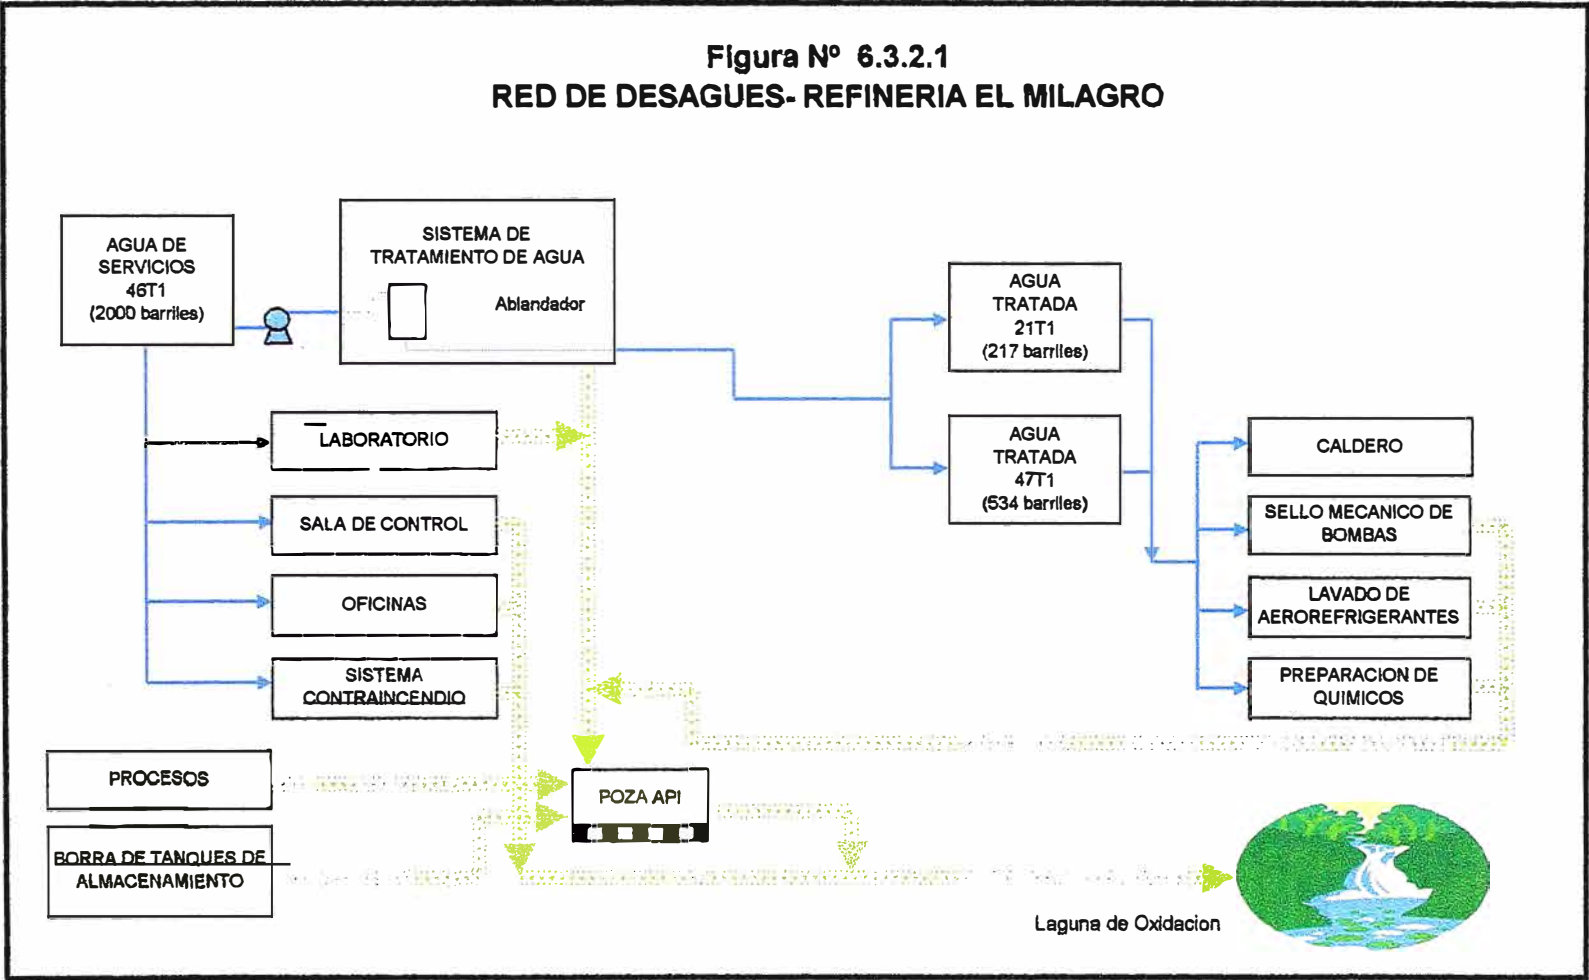 Figura Nº 6.3.2.1
RED DE DESAGUES- REFINERIA EL MILAGRO
AGUA DE
SERVICIOS
46T1
(2000 barriles)
SISTEMA DE
TRATAMIENTO DE AGUA
Ablandador
AGUA
TRATADA
21T1
(217 barriles)
AGUA
TRATADA
47T1
(534 barriles)
LABORATORIO
SALA DE CONTROL
OFICINAS
SISTEMA
CONTRAINCENDIO
CALDERO
SELLO MECANICO DE
BOMBAS
LAVADO DE
AEROREFRIGERANTES
PREPARACION DE
QUIMICOS
PROCESOS
BORRA DE TANQUES DE
ALMACENAMIENTO
POZA API
Laguna de Oxidacion